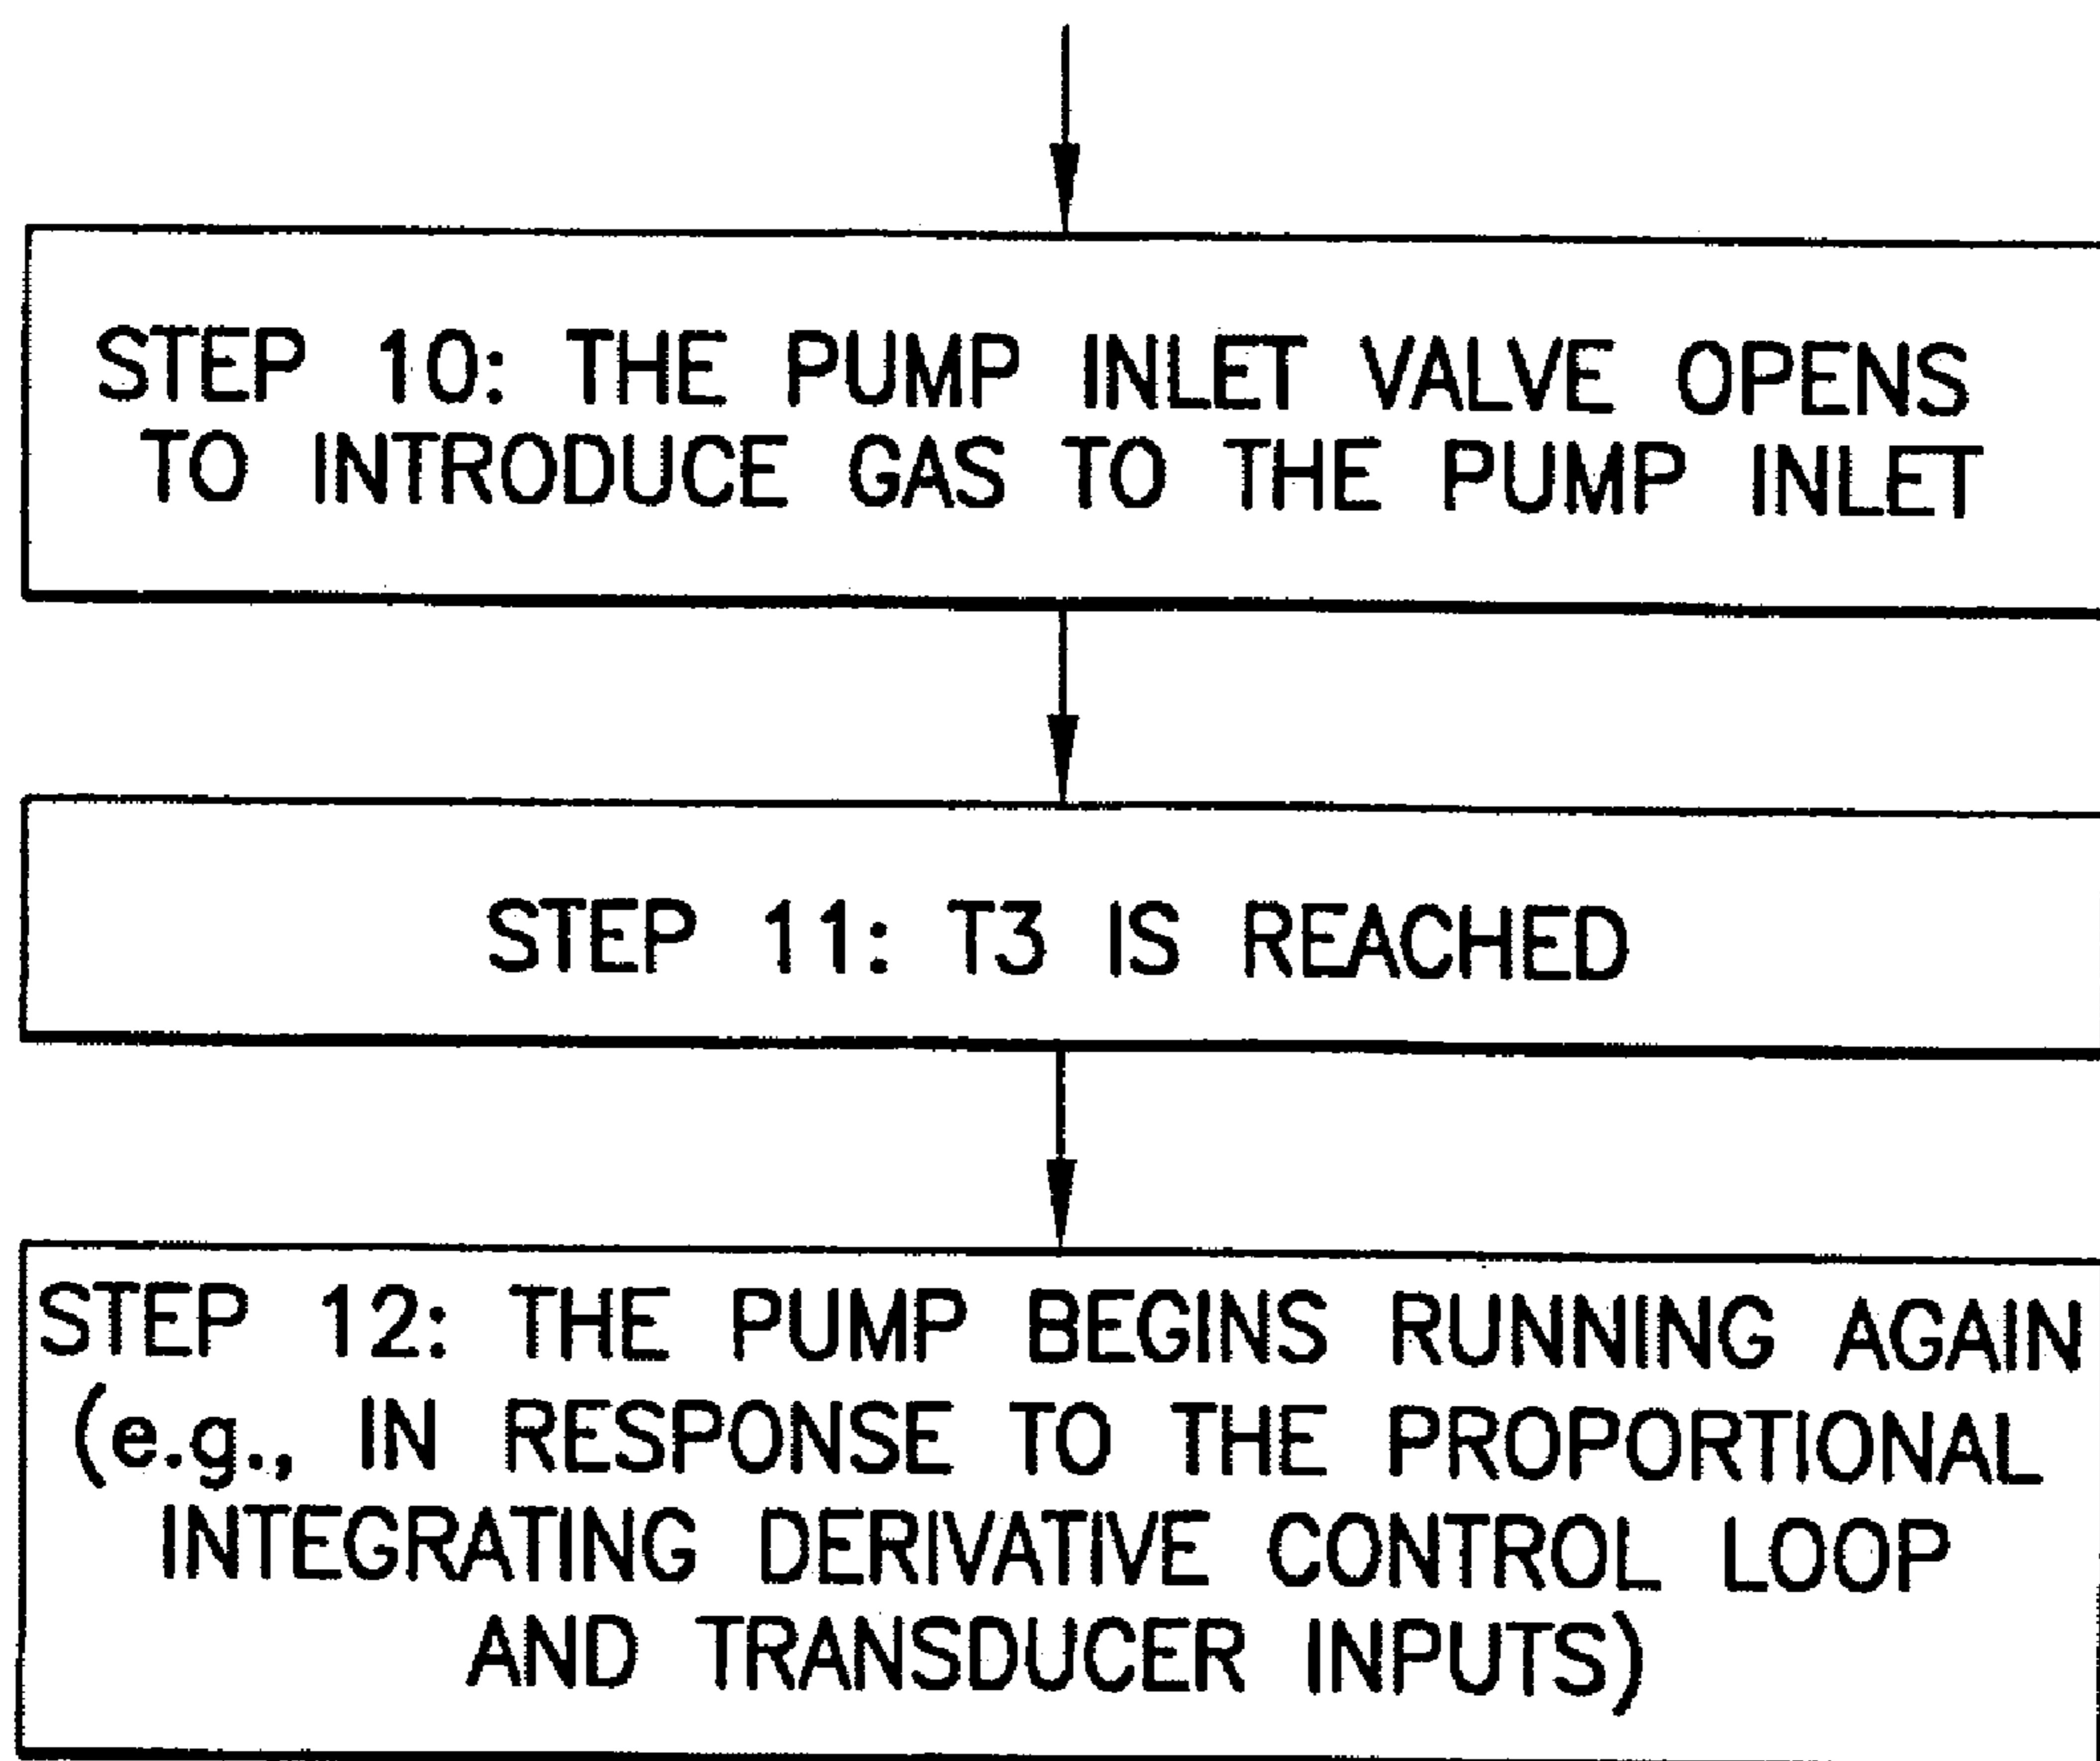 STEP 10: THE PUMP INLET VALVE OPENS
TO INTRODUCE GAS TO THE PUMP INLET
STEP 11: T3 IS REACHED
STEP 12: THE PUMP BEGINS RUNNING AGAIN
(e.g., IN RESPONSE TO THE PROPORTIONAL
INTEGRATING DERIVATIVE CONTROL LOOP
AND TRANSDUCER INPUTS)